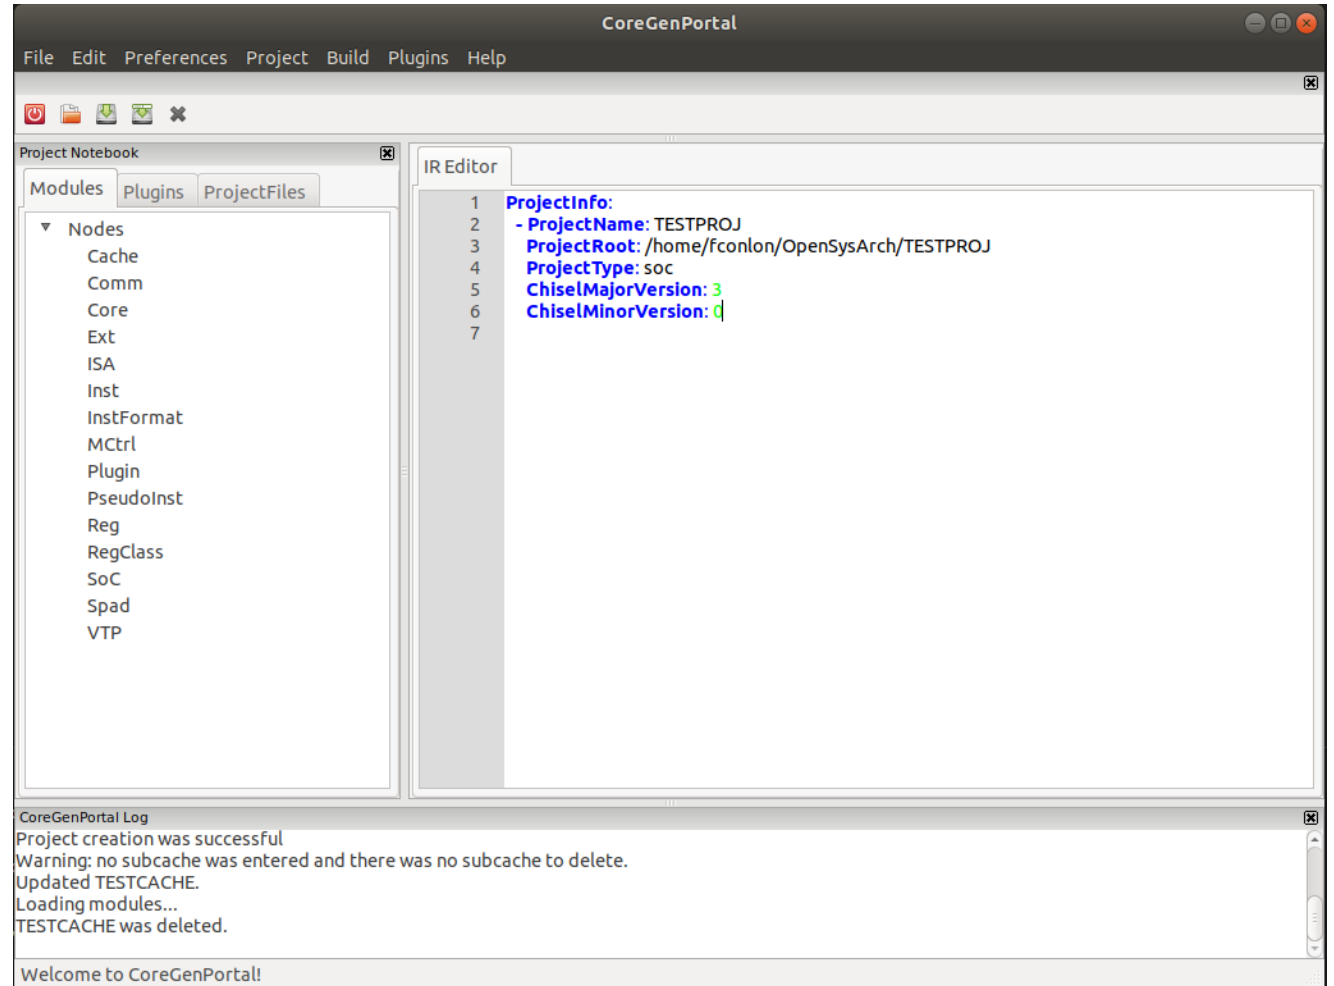 CoreGenPortal
File Edit Preferences Project Build Plugins Help
Project Notebook
Modules Plugins ProjectFiles
Nodes
Cache
Comm
Core
Ext
ISA
Inst
InstFormat
MCtrl
Plugin
PseudoInst
Reg
RegClass
SoC
Spad
VTP
IR Editor
1 ProjectInfo:
2 - ProjectName: TESTPROJ
3 ProjectRoot: /home/fconlon/OpenSysArch/TESTPROJ
4 ProjectType: soc
5 ChiselMajorVersion: 3
6 ChiselMinorVersion: 0
7
CoreGenPortal Log
Project creation was successful
Warning: no subcache was entered and there was no subcache to delete.
Updated TESTCACHE.
Loading modules...
TESTCACHE was deleted.
Welcome to CoreGenPortal!